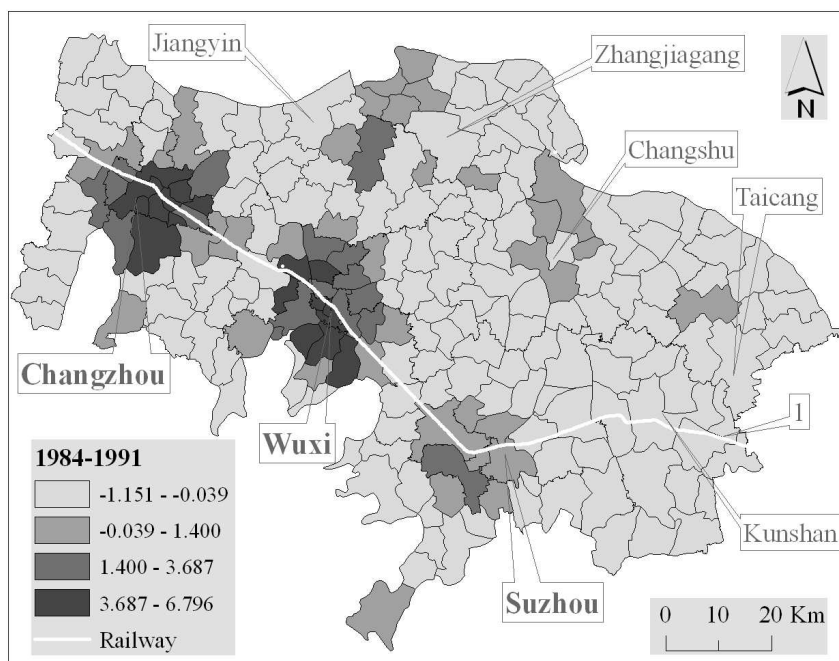 Jiangyin
Zhangjiagang
N
Changshu
Taicang
Changzhou
Wuxi
1
Kunshan
Suzhou
1984-1991
-1.151 - -0.039
-0.039 - 1.400
1.400 - 3.687
3.687 - 6.796
Railway
0 10 20 Km